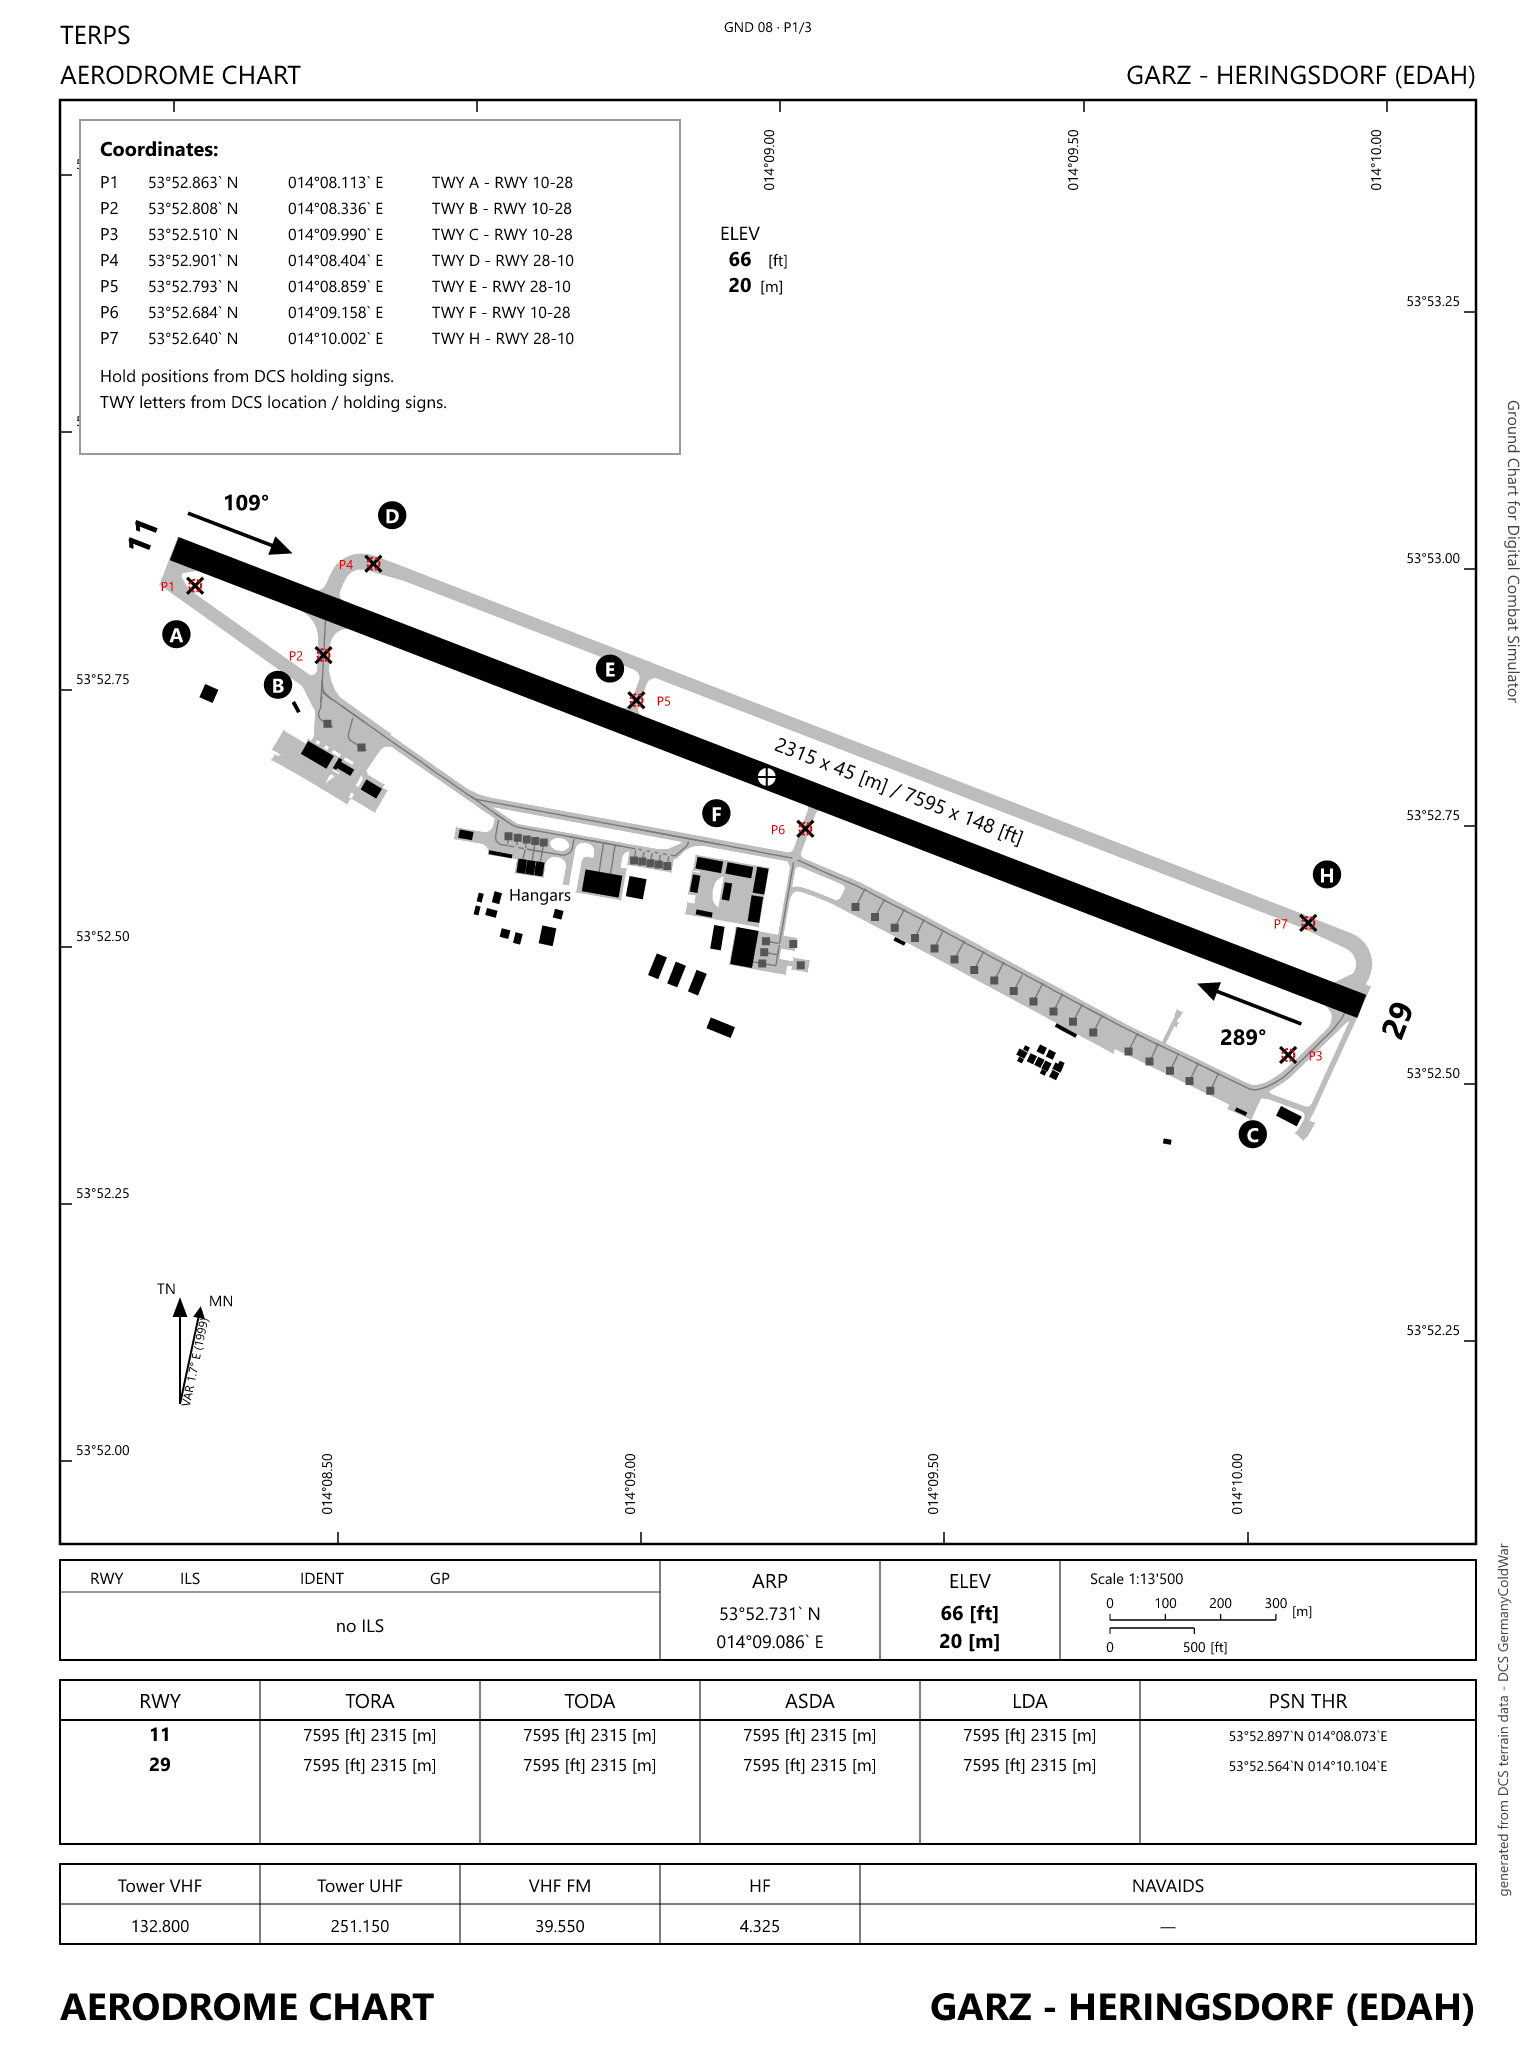 GND 08 · P1/3
TERPS
AERODROME CHART
GARZ - HERINGSDORF (EDAH)
014°09.00
014°09.50
014°10.00
Coordinates:
P1 53°52.863` N 014°08.113` E TWY A - RWY 10-28
P2 53°52.808` N 014°08.336` E TWY B - RWY 10-28
P3 53°52.510` N 014°09.990` E TWY C - RWY 10-28
P4 53°52.901` N 014°08.404` E TWY D - RWY 28-10
P5 53°52.793` N 014°08.859` E TWY E - RWY 28-10
P6 53°52.684` N 014°09.158` E TWY F - RWY 10-28
P7 53°52.640` N 014°10.002` E TWY H - RWY 28-10
Hold positions from DCS holding signs.
TWY letters from DCS location / holding signs.
ELEV
66 [ft]
20 [m]
53°53.25
53°53.00
53°52.75
53°52.50
53°52.25
Ground Chart for Digital Combat Simulator
11
109°
D
P4
P1
A
P2
B
E
P5
2315 x 45 [m] / 7595 x 148 [ft]
F
P6
H
P7
Hangars
29
289°
P3
C
53°52.75
53°52.50
53°52.25
53°52.00
TN
MN
VAR 1.7° E (1999)
014°08.50
014°09.00
014°09.50
014°10.00
RWY ILS IDENT GP
no ILS
ARP
53°52.731` N
014°09.086` E
ELEV
66 [ft]
20 [m]
Scale 1:13'500
0 100 200 300 [m]
0 500 [ft]
RWY TORA TODA ASDA LDA PSN THR
11 7595 [ft] 2315 [m] 7595 [ft] 2315 [m] 7595 [ft] 2315 [m] 7595 [ft] 2315 [m] 53°52.897`N 014°08.073`E
29 7595 [ft] 2315 [m] 7595 [ft] 2315 [m] 7595 [ft] 2315 [m] 7595 [ft] 2315 [m] 53°52.564`N 014°10.104`E
Tower VHF Tower UHF VHF FM HF NAVAIDS
132.800 251.150 39.550 4.325 —
generated from DCS terrain data - DCS GermanyColdWar
AERODROME CHART
GARZ - HERINGSDORF (EDAH)